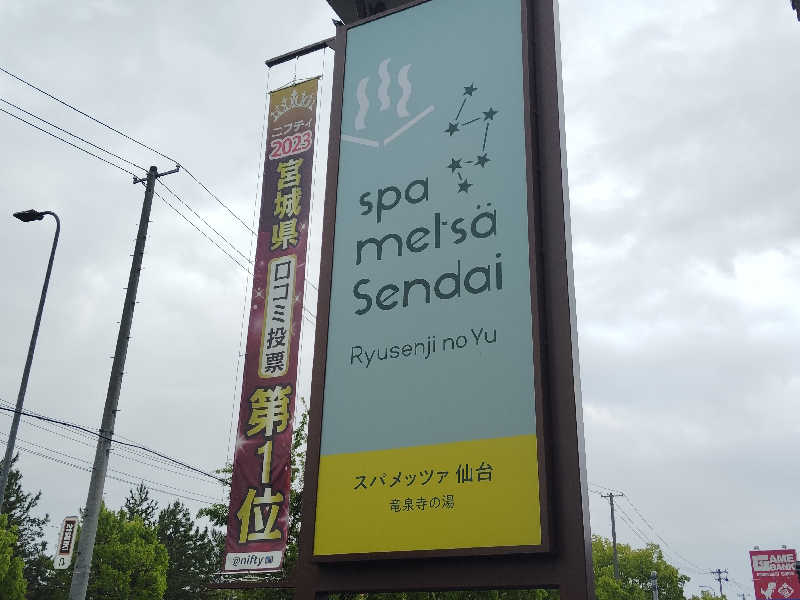 ニフティ
2023
宮城県
口コミ投票
第1位
@nifty
spa
metsä
Sendai
Ryusenji no Yu
スパメッツァ 仙台
竜泉寺の湯
GAME
BANK